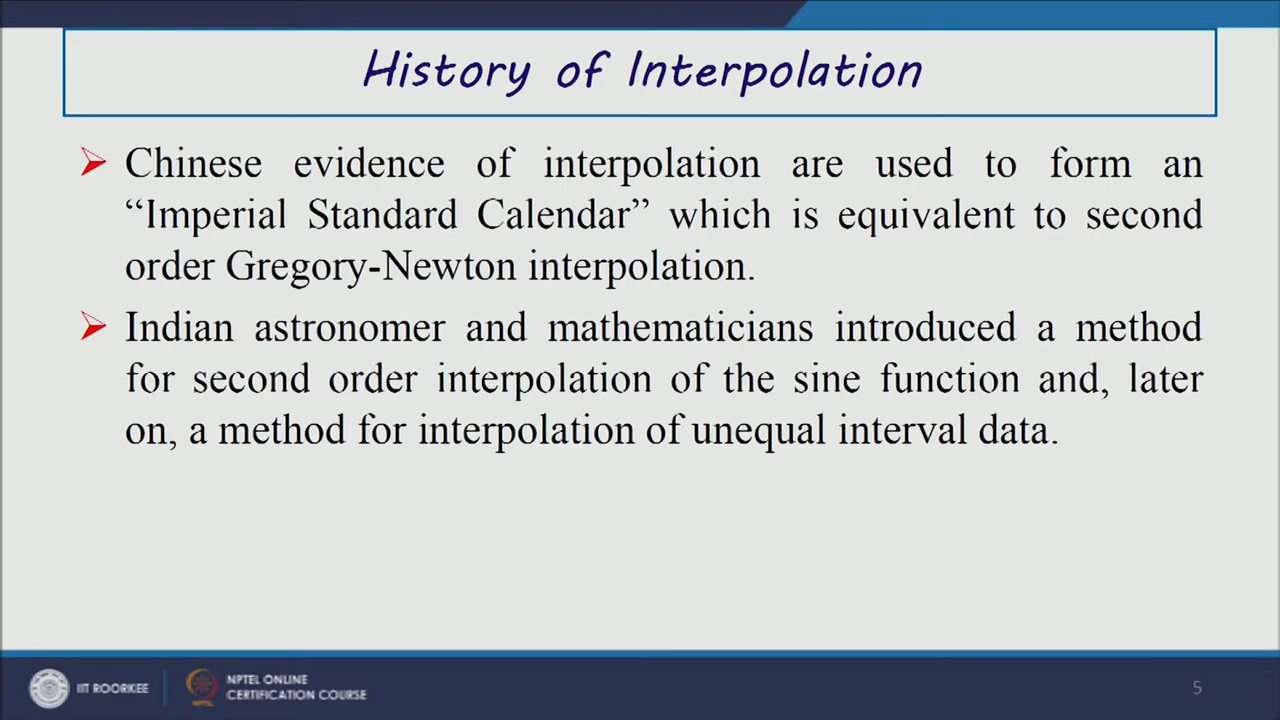 History of Interpolation
Chinese evidence of interpolation are used to form an
“Imperial Standard Calendar” which is equivalent to second
order Gregory-Newton interpolation.
Indian astronomer and mathematicians introduced a method
for second order interpolation of the sine function and, later
on, a method for interpolation of unequal interval data.
IIT ROORKEE
NPTEL ONLINE
CERTIFICATION COURSE
5